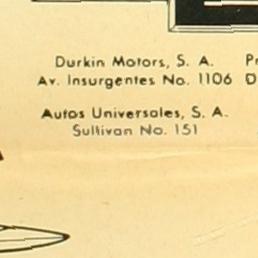 Durkin Motors, S. A.
Av. Insurgentes No. 1106
Autos Universales, S. A.
Sullivan No. 151